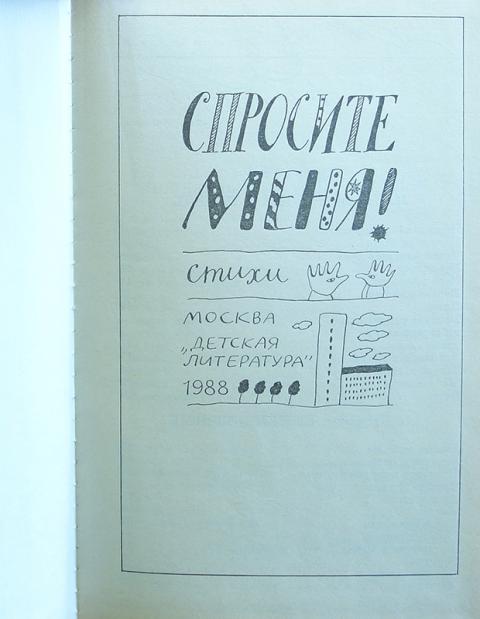 СПРОСИТЕ
МЕНЯ!
стихи
МОСКВА
„ДЕТСКАЯ
ЛИТЕРАТУРА"
1988